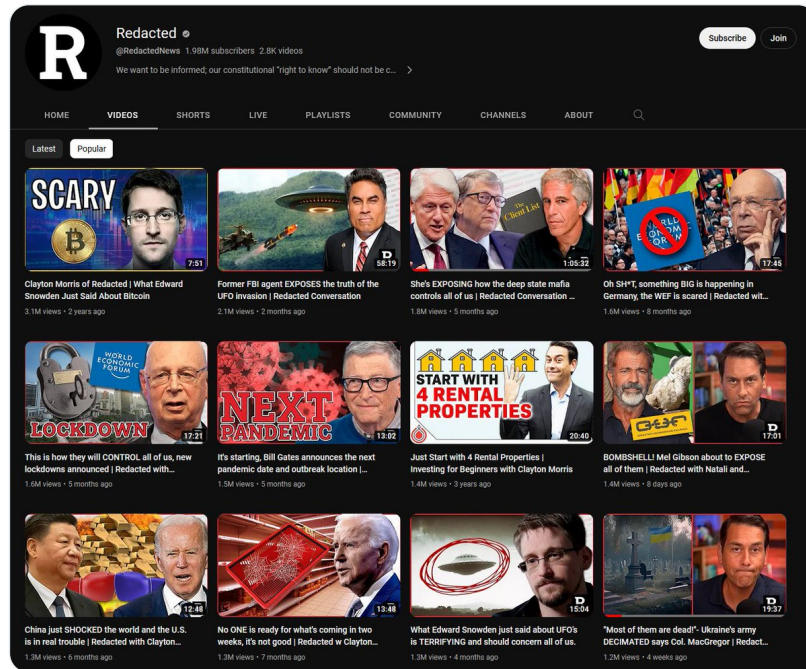 R
Redacted
@RedactedNews 1.98M subscribers 2.8K videos
We want to be informed; our constitutional “right to know” should not be c...
Subscribe
Join
HOME VIDEOS SHORTS LIVE PLAYLISTS COMMUNITY CHANNELS ABOUT
Latest Popular
SCARY
7:51
Clayton Morris of Redacted | What Edward
Snowden Just Said About Bitcoin
3.1M views • 2 years ago
58:19
Former FBI agent EXPOSES the truth of the
UFO invasion | Redacted Conversation
2.1M views • 2 months ago
The
Client List
1:05:32
She's EXPOSING how the deep state mafia
controls all of us | Redacted Conversation ...
1.8M views • 5 months ago
WORLD
ECONOMIC
FORUM
17:45
Oh SH*T, something BIG is happening in
Germany, the WEF is scared | Redacted wit...
1.6M views • 8 months ago
WORLD
ECONOMIC
FORUM
LOCKDOWN
17:21
This is how they will CONTROL all of us, new
lockdowns announced | Redacted with...
1.6M views • 5 months ago
NEXT
PANDEMIC
13:02
It's starting, Bill Gates announces the next
pandemic date and outbreak location |...
1.5M views • 5 months ago
START WITH
4 RENTAL
PROPERTIES
20:40
Just Start with 4 Rental Properties |
Investing for Beginners with Clayton Morris
1.4M views • 3 years ago
17:01
BOMBSHELL! Mel Gibson about to EXPOSE
all of them | Redacted with Natali and...
1.4M views • 8 days ago
12:48
China just SHOCKED the world and the U.S.
is in real trouble | Redacted with Clayton...
1.3M views • 6 months ago
13:48
No ONE is ready for what's coming in two
weeks, it's not good | Redacted w Clayton...
1.3M views • 7 months ago
15:04
What Edward Snowden just said about UFO's
is TERRIFYING and should concern all of us.
1.3M views • 4 months ago
19:37
"Most of them are dead!"- Ukraine's army
DECIMATED says Col. MacGregor | Redact...
1.2M views • 4 weeks ago